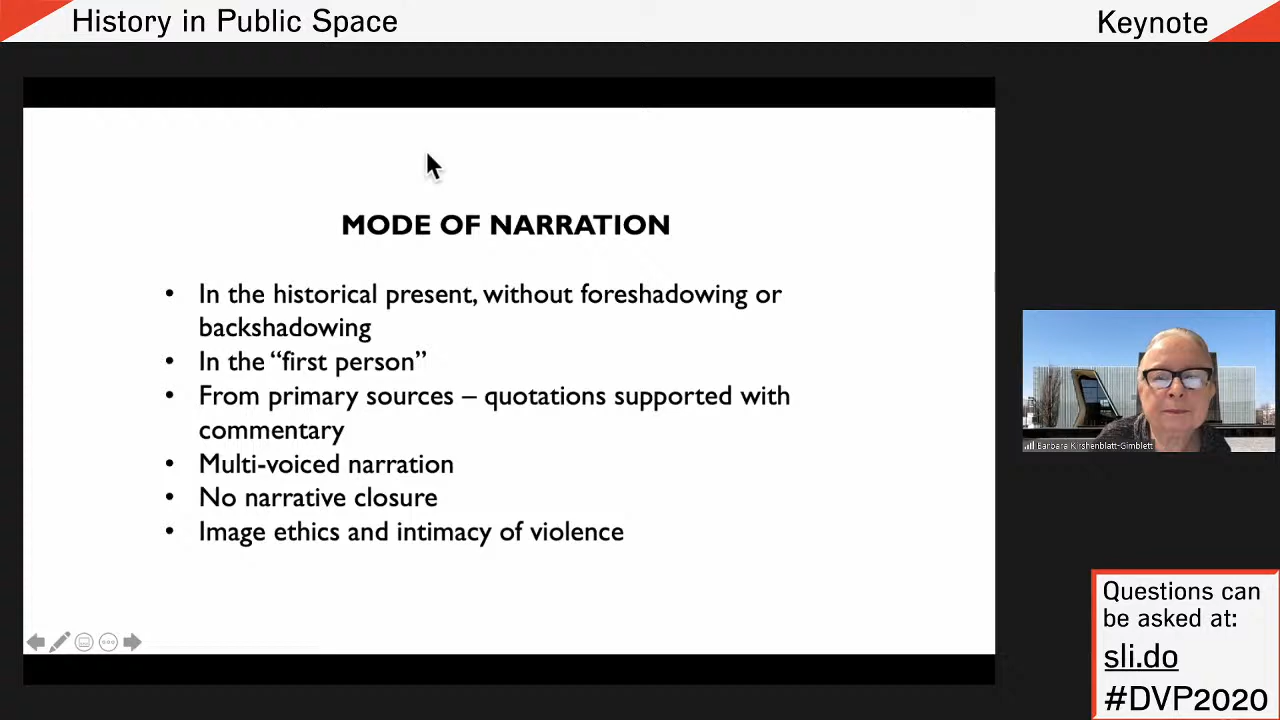 History in Public Space
Keynote
MODE OF NARRATION
• In the historical present, without foreshadowing or
backshadowing
• In the “first person”
• From primary sources – quotations supported with
commentary
• Multi-voiced narration
• No narrative closure
• Image ethics and intimacy of violence
Barbara Kirshenblatt-Gimblett
Questions can
be asked at:
sli.do
#DVP2020